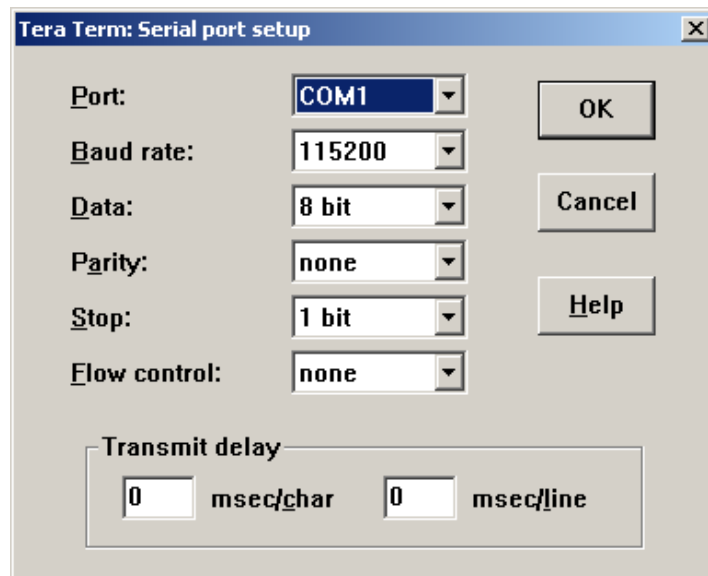 Tera Term: Serial port setup
Port: COM1 OK
Baud rate: 115200
Data: 8 bit Cancel
Parity: none
Stop: 1 bit Help
Flow control: none
Transmit delay
0 msec/char 0 msec/line